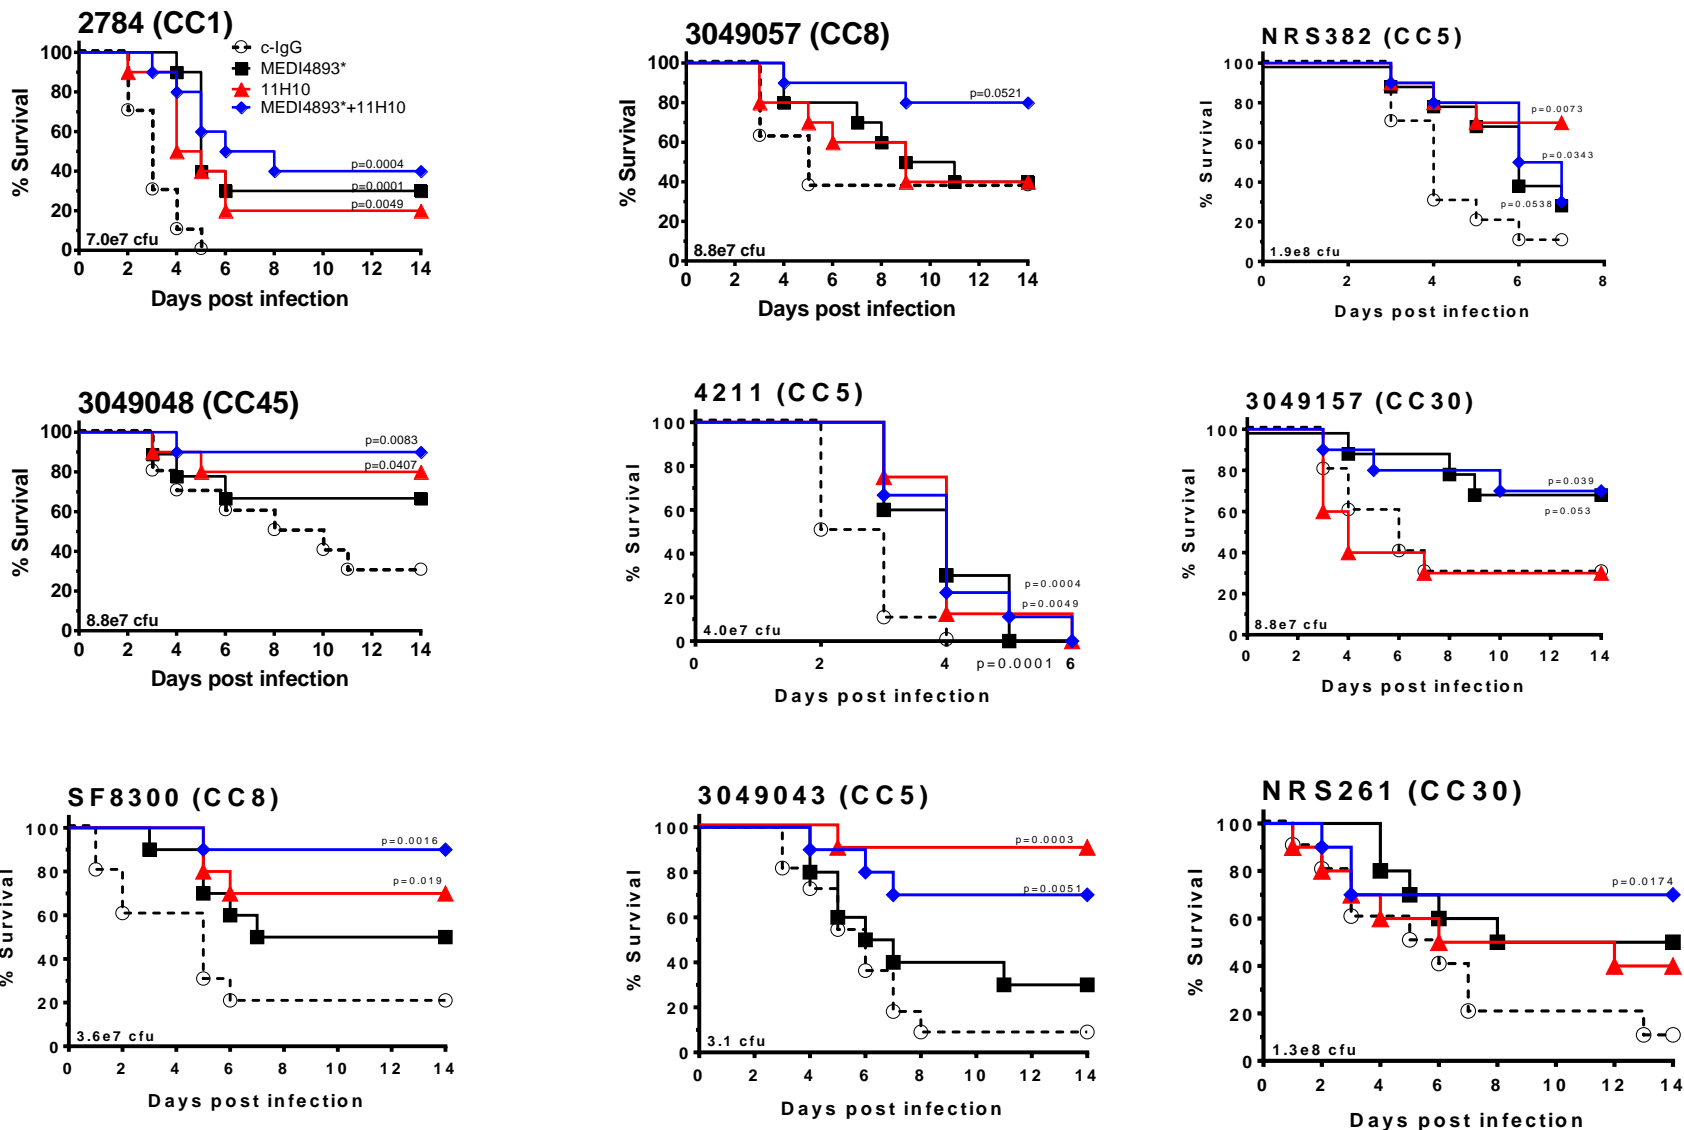 2784 (CC1)
c-IgG
MEDI4893*
11H10
MEDI4893*+11H10
% Survival
100
80
60
40
20
0
p=0.0004
p=0.0001
p=0.0049
7.0e7 cfu
0 2 4 6 8 10 12 14
Days post infection
3049057 (CC8)
% Survival
100
80
60
40
20
0
p=0.0521
8.8e7 cfu
0 2 4 6 8 10 12 14
Days post infection
NRS382 (CC5)
% Survival
100
80
60
40
20
0
p=0.0073
p=0.0343
p=0.0538
1.9e8 cfu
0 2 4 6 8
Days post infection
3049048 (CC45)
% Survival
100
80
60
40
20
0
p=0.0083
p=0.0407
8.8e7 cfu
0 2 4 6 8 10 12 14
Days post infection
4211 (CC5)
% Survival
100
80
60
40
20
0
p=0.0004
p=0.0049
4.0e7 cfu
p=0.0001
0 2 4 6
Days post infection
3049157 (CC30)
% Survival
100
80
60
40
20
0
p=0.039
p=0.053
8.8e7 cfu
0 2 4 6 8 10 12 14
Days post infection
SF8300 (CC8)
% Survival
100
80
60
40
20
0
p=0.0016
p=0.019
3.6e7 cfu
0 2 4 6 8 10 12 14
Days post infection
3049043 (CC5)
% Survival
100
80
60
40
20
0
p=0.0003
p=0.0051
3.1 cfu
0 2 4 6 8 10 12 14
Days post infection
NRS261 (CC30)
% Survival
100
80
60
40
20
0
p=0.0174
1.3e8 cfu
0 2 4 6 8 10 12 14
Days post infection